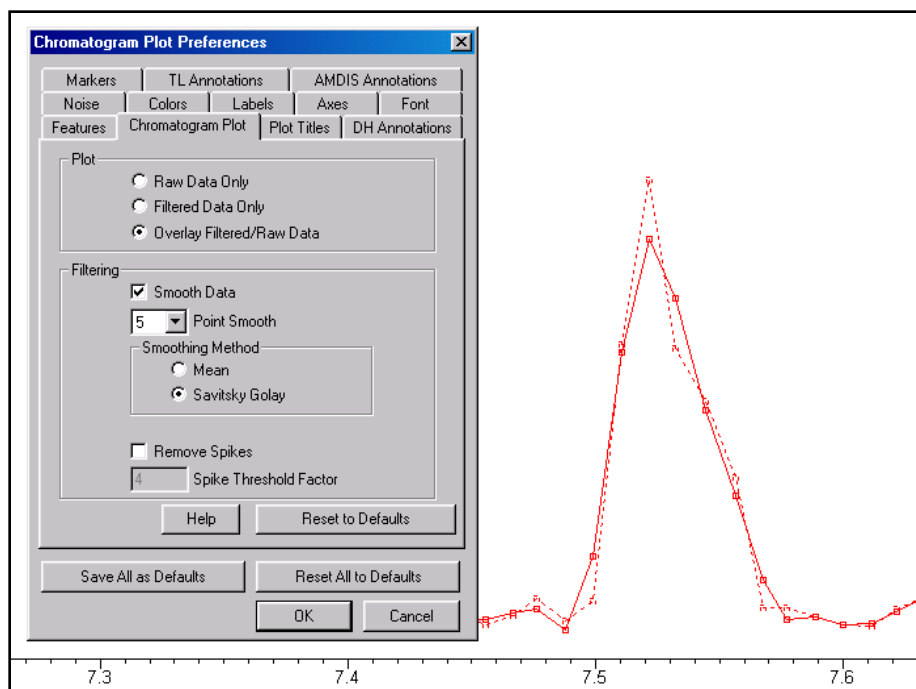 Chromatogram Plot Preferences
Markers TL Annotations AMDIS Annotations
Noise Colors Labels Axes Font
Features Chromatogram Plot Plot Titles DH Annotations
Plot
Raw Data Only
Filtered Data Only
Overlay Filtered/Raw Data
Filtering
Smooth Data
5 Point Smooth
Smoothing Method
Mean
Savitsky Golay
Remove Spikes
4 Spike Threshold Factor
Help Reset to Defaults
Save All as Defaults Reset All to Defaults
OK Cancel
7.3 7.4 7.5 7.6